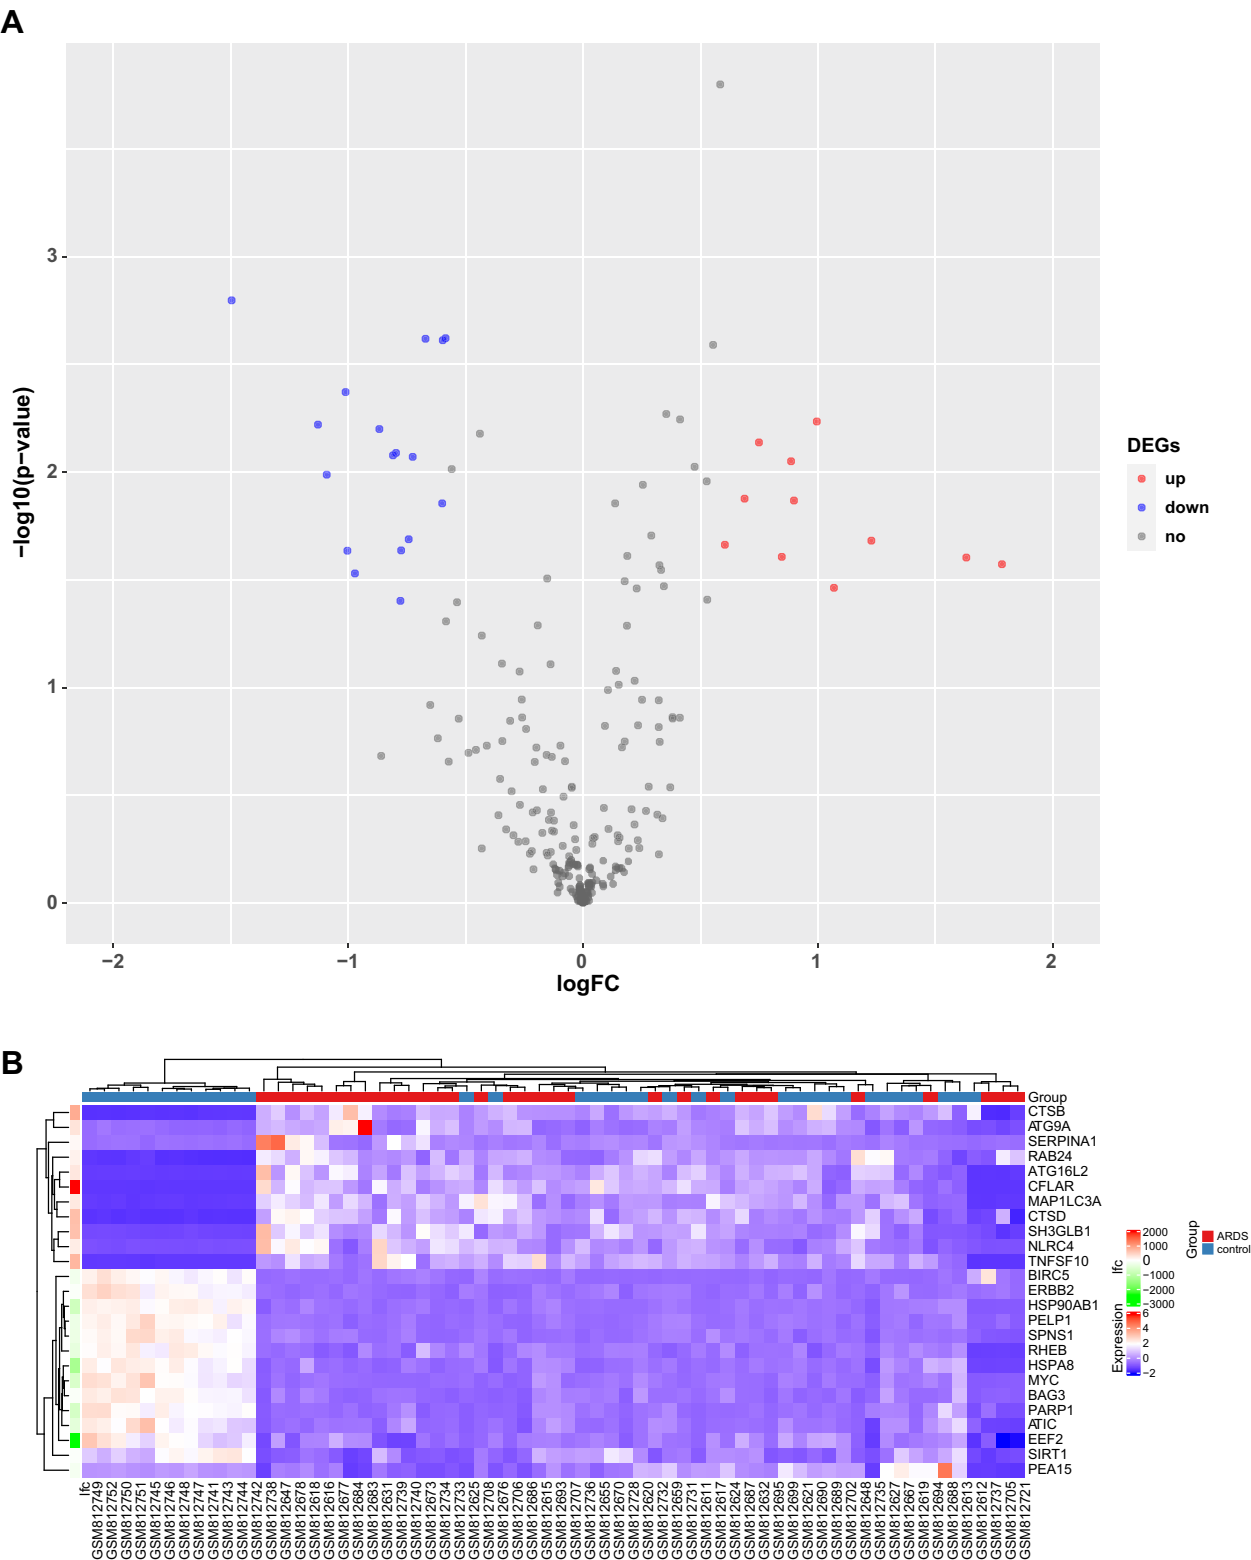 A
3
2
1
0
−log10(p−value)
−2
−1
0
1
2
logFC
DEGs
up
down
no
B
Group
CTSB
ATG9A
SERPINA1
RAB24
ATG16L2
CFLAR
MAP1LC3A
CTSD
SH3GLB1
NLRC4
TNFSF10
BIRC5
ERBB2
HSP90AB1
PELP1
SPNS1
RHEB
HSPA8
MYC
BAG3
PARP1
ATIC
EEF2
SIRT1
PEA15
lfc
GSM812749
GSM812752
GSM812750
GSM812751
GSM812745
GSM812746
GSM812748
GSM812747
GSM812741
GSM812743
GSM812744
GSM812742
GSM812738
GSM812647
GSM812678
GSM812618
GSM812616
GSM812677
GSM812684
GSM812683
GSM812631
GSM812739
GSM812740
GSM812673
GSM812734
GSM812733
GSM812625
GSM812708
GSM812676
GSM812706
GSM812686
GSM812615
GSM812693
GSM812707
GSM812736
GSM812655
GSM812670
GSM812728
GSM812620
GSM812732
GSM812659
GSM812731
GSM812611
GSM812617
GSM812624
GSM812687
GSM812632
GSM812695
GSM812699
GSM812621
GSM812690
GSM812689
GSM812702
GSM812648
GSM812735
GSM812627
GSM812667
GSM812619
GSM812694
GSM812688
GSM812613
GSM812612
GSM812737
GSM812705
GSM812721
lfc
2000
1000
0
−1000
−2000
−3000
Expression
6
4
2
0
−2
Group
ARDS
control